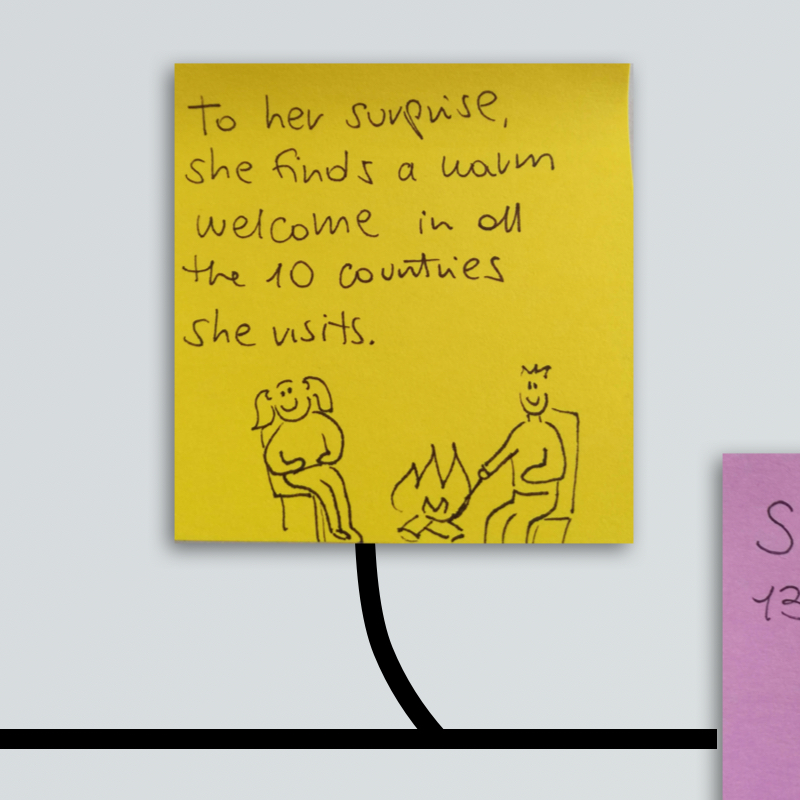 To her surprise,
she finds a warm
welcome in all
the 10 countries
she visits.
S
13